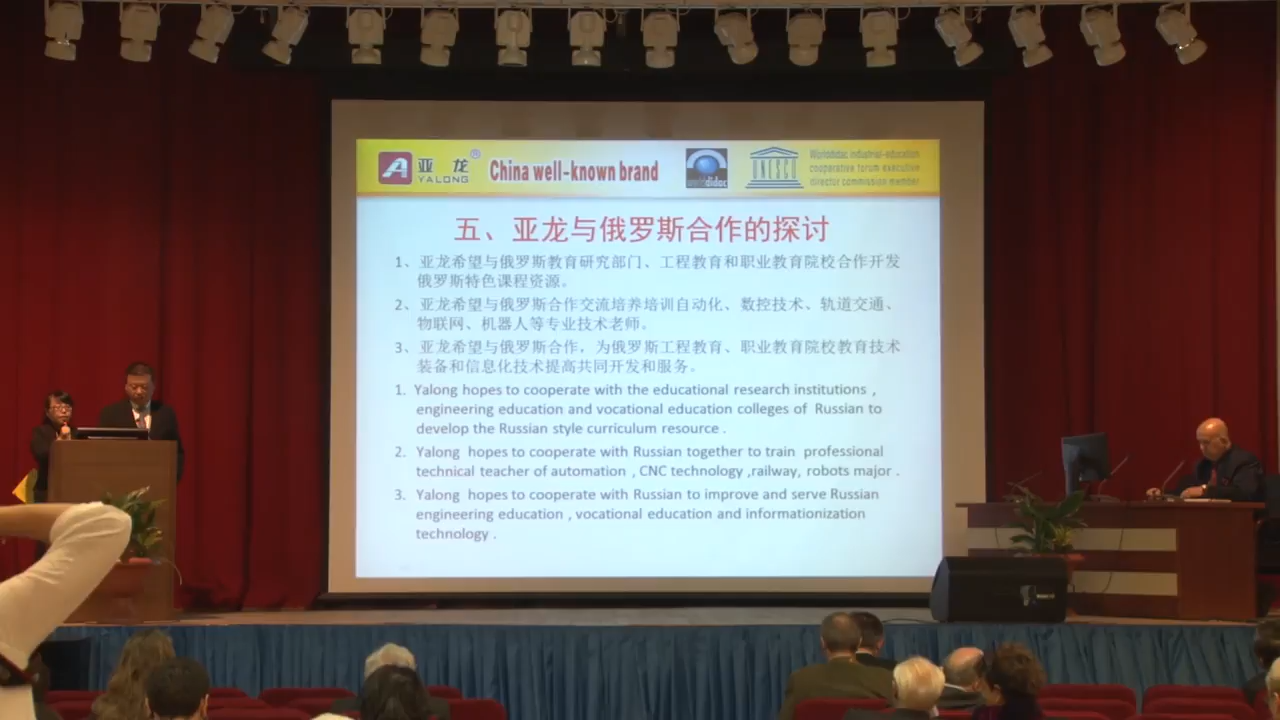 亚龙®
YALONG
China well-known brand
worlddidac
UNESCO
Worlddidac industrial-education
cooperative forum executive
director commission member
五、亚龙与俄罗斯合作的探讨
1、亚龙希望与俄罗斯教育研究部门、工程教育和职业教育院校合作开发
俄罗斯特色课程资源。
2、亚龙希望与俄罗斯合作交流培养培训自动化、数控技术、轨道交通、
物联网、机器人等专业技术老师。
3、亚龙希望与俄罗斯合作，为俄罗斯工程教育、职业教育院校教育技术
装备和信息化技术提高共同开发和服务。
1. Yalong hopes to cooperate with the educational research institutions ,
engineering education and vocational education colleges of Russian to
develop the Russian style curriculum resource .
2. Yalong hopes to cooperate with Russian together to train professional
technical teacher of automation , CNC technology ,railway, robots major .
3. Yalong hopes to cooperate with Russian to improve and serve Russian
engineering education , vocational education and informationization
technology .